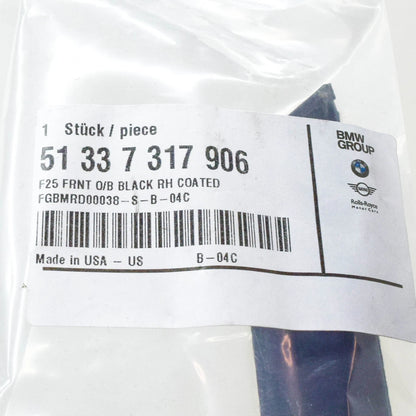 1 Stück / piece
51 33 7 317 906
F25 FRNT O/B BLACK RH COATED
FGBMRD00038-S-B-04C
Made in USA - US B-04C
BMW
GROUP
Rolls-Royce
Motor Cars